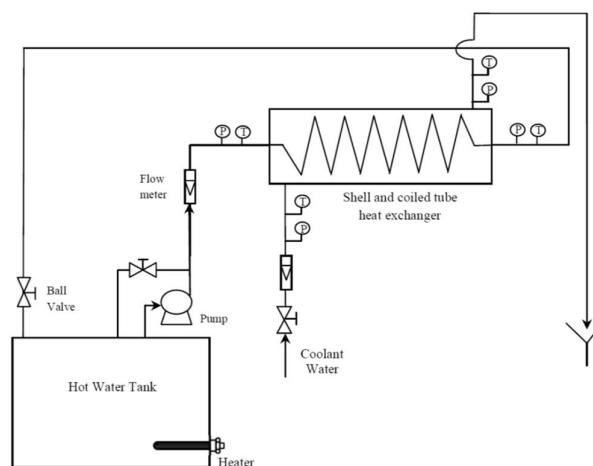 T
P
P T
P T
Flow
meter
Shell and coiled tube
heat exchanger
T
P
Ball
Valve
Pump
Coolant
Water
Hot Water Tank
Heater